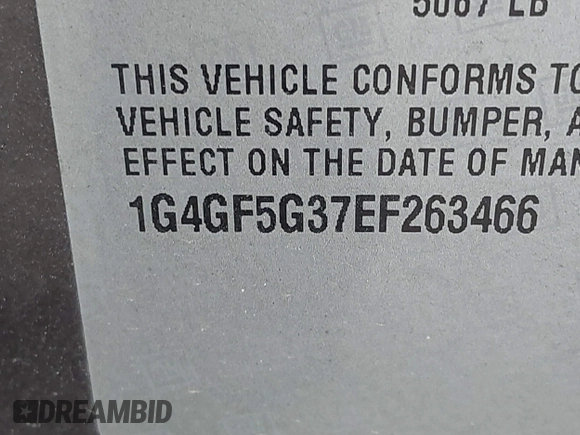 5067 LB
THIS VEHICLE CONFORMS TO
VEHICLE SAFETY, BUMPER, A
EFFECT ON THE DATE OF MAN
1G4GF5G37EF263466
DREAMBID